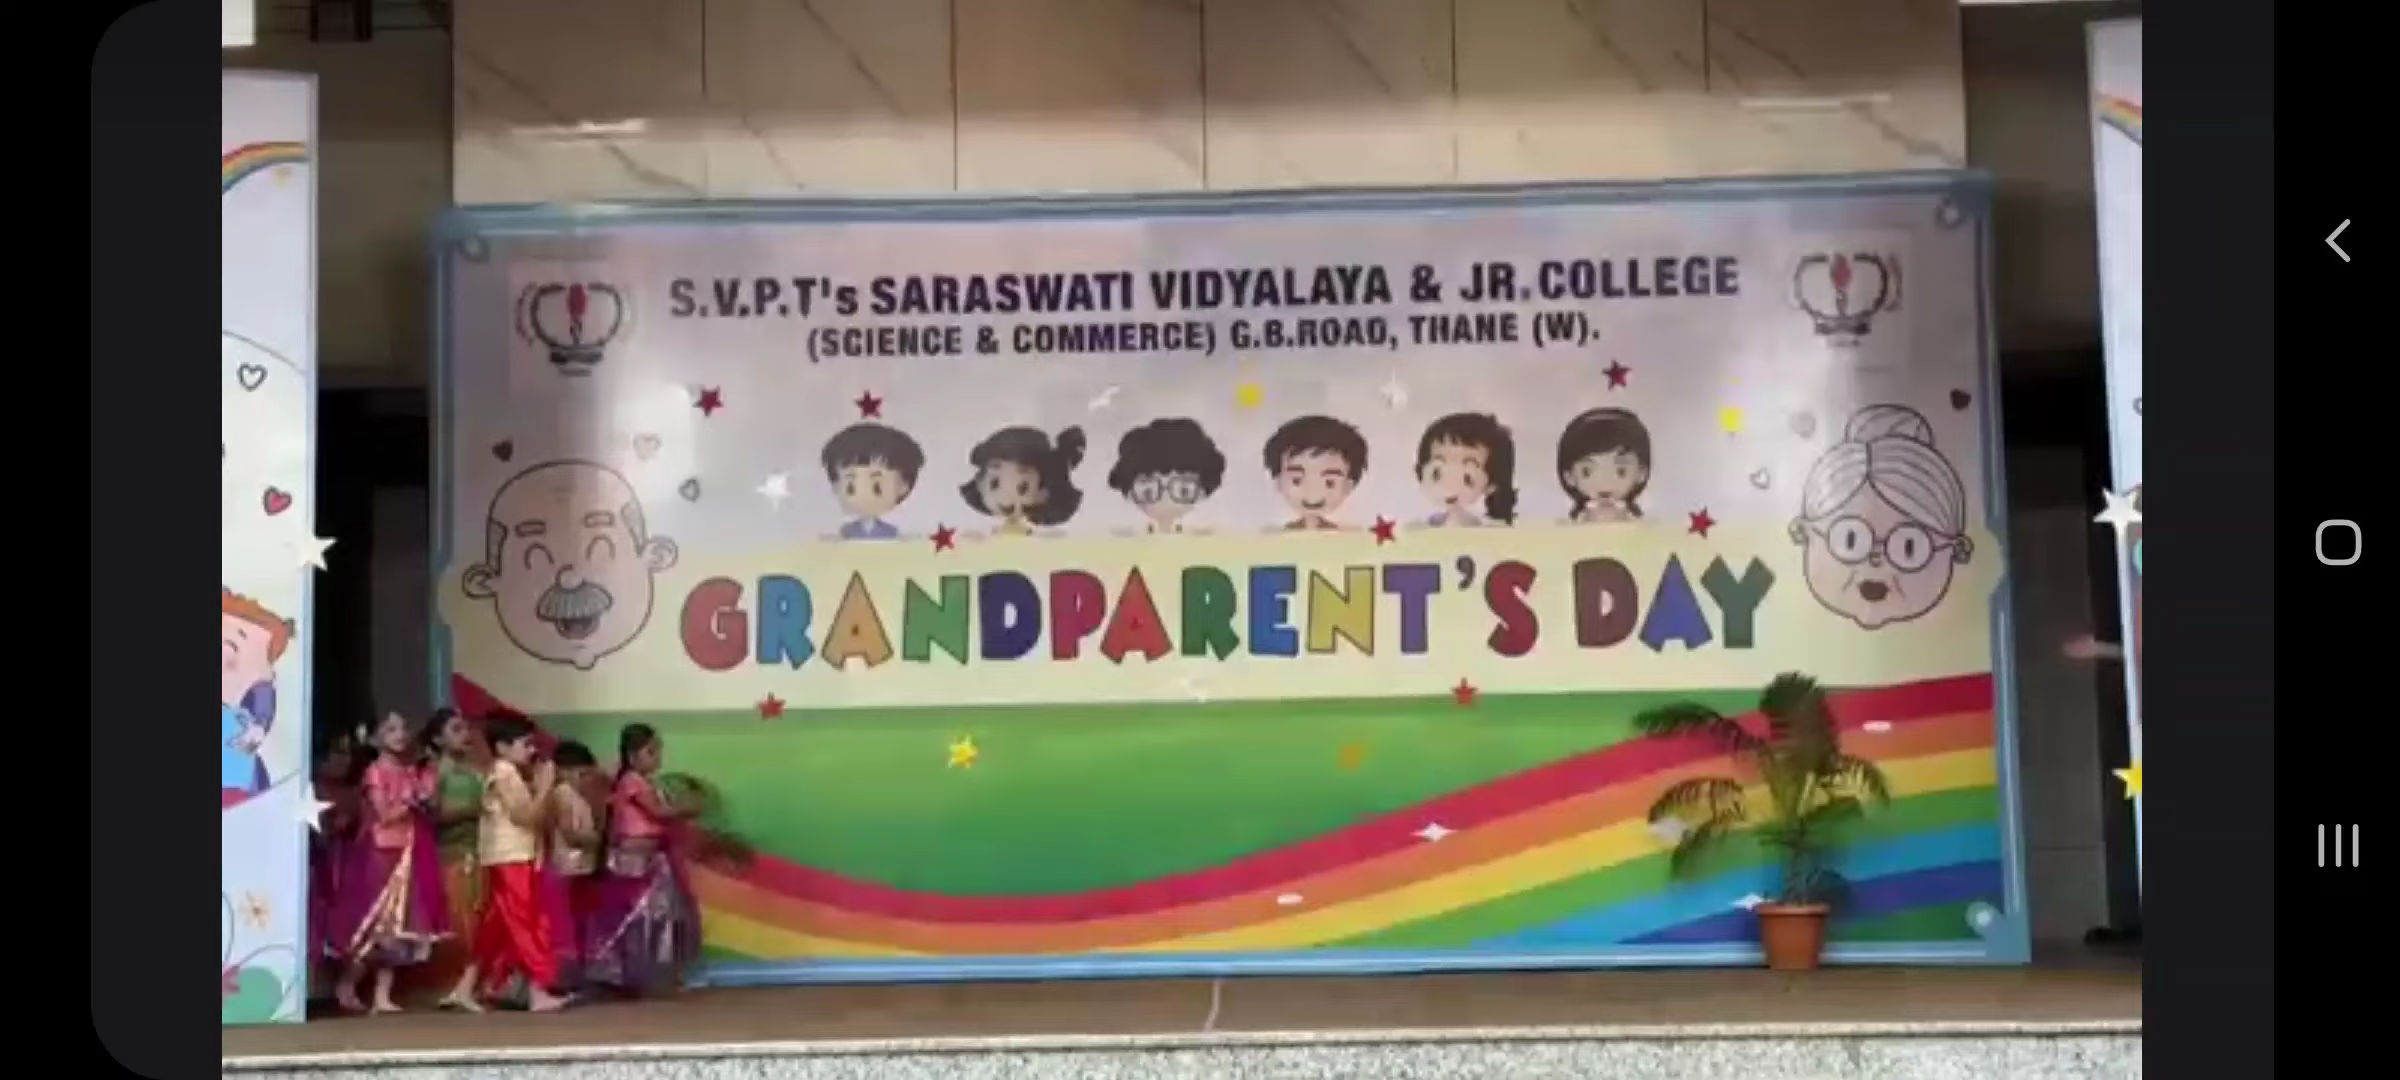 S.V.P.T's SARASWATI VIDYALAYA & JR.COLLEGE
(SCIENCE & COMMERCE) G.B.ROAD, THANE (W).
GRANDPARENT'S DAY